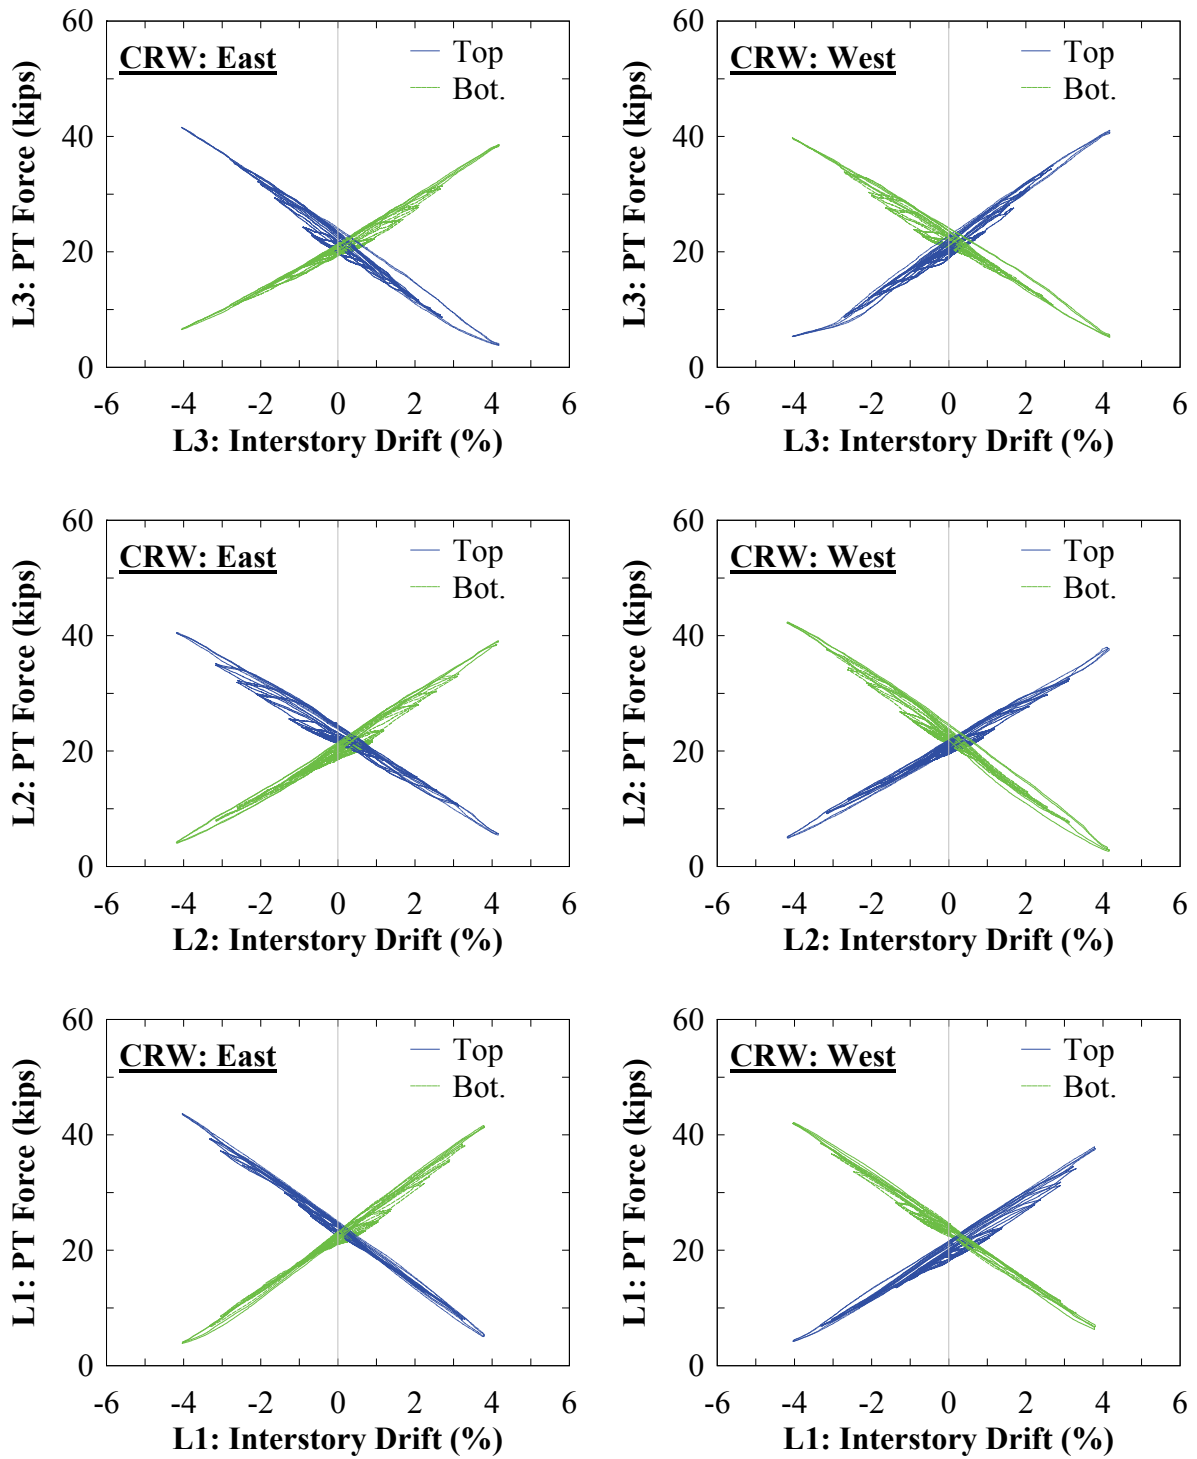 60
40
20
0
L3: PT Force (kips)
CRW: East
Top
Bot.
-6 -4 -2 0 2 4 6
L3: Interstory Drift (%)
60
40
20
0
L3: PT Force (kips)
CRW: West
Top
Bot.
-6 -4 -2 0 2 4 6
L3: Interstory Drift (%)
60
40
20
0
L2: PT Force (kips)
CRW: East
Top
Bot.
-6 -4 -2 0 2 4 6
L2: Interstory Drift (%)
60
40
20
0
L2: PT Force (kips)
CRW: West
Top
Bot.
-6 -4 -2 0 2 4 6
L2: Interstory Drift (%)
60
40
20
0
L1: PT Force (kips)
CRW: East
Top
Bot.
-6 -4 -2 0 2 4 6
L1: Interstory Drift (%)
60
40
20
0
L1: PT Force (kips)
CRW: West
Top
Bot.
-6 -4 -2 0 2 4 6
L1: Interstory Drift (%)